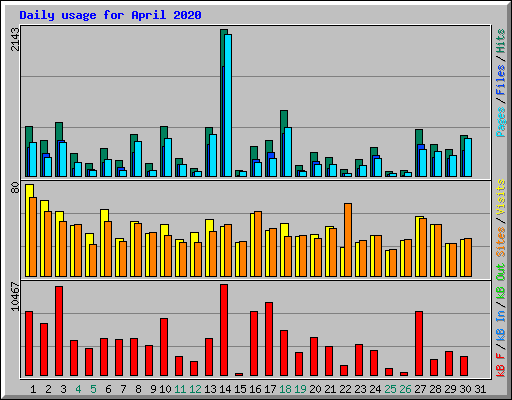 Daily usage for April 2020
2143
Pages / Files / Hits
80
Sites / Visits
10467
kB F / kB In / kB Out
1 2 3 4 5 6 7 8 9 10 11 12 13 14 15 16 17 18 19 20 21 22 23 24 25 26 27 28 29 30 31